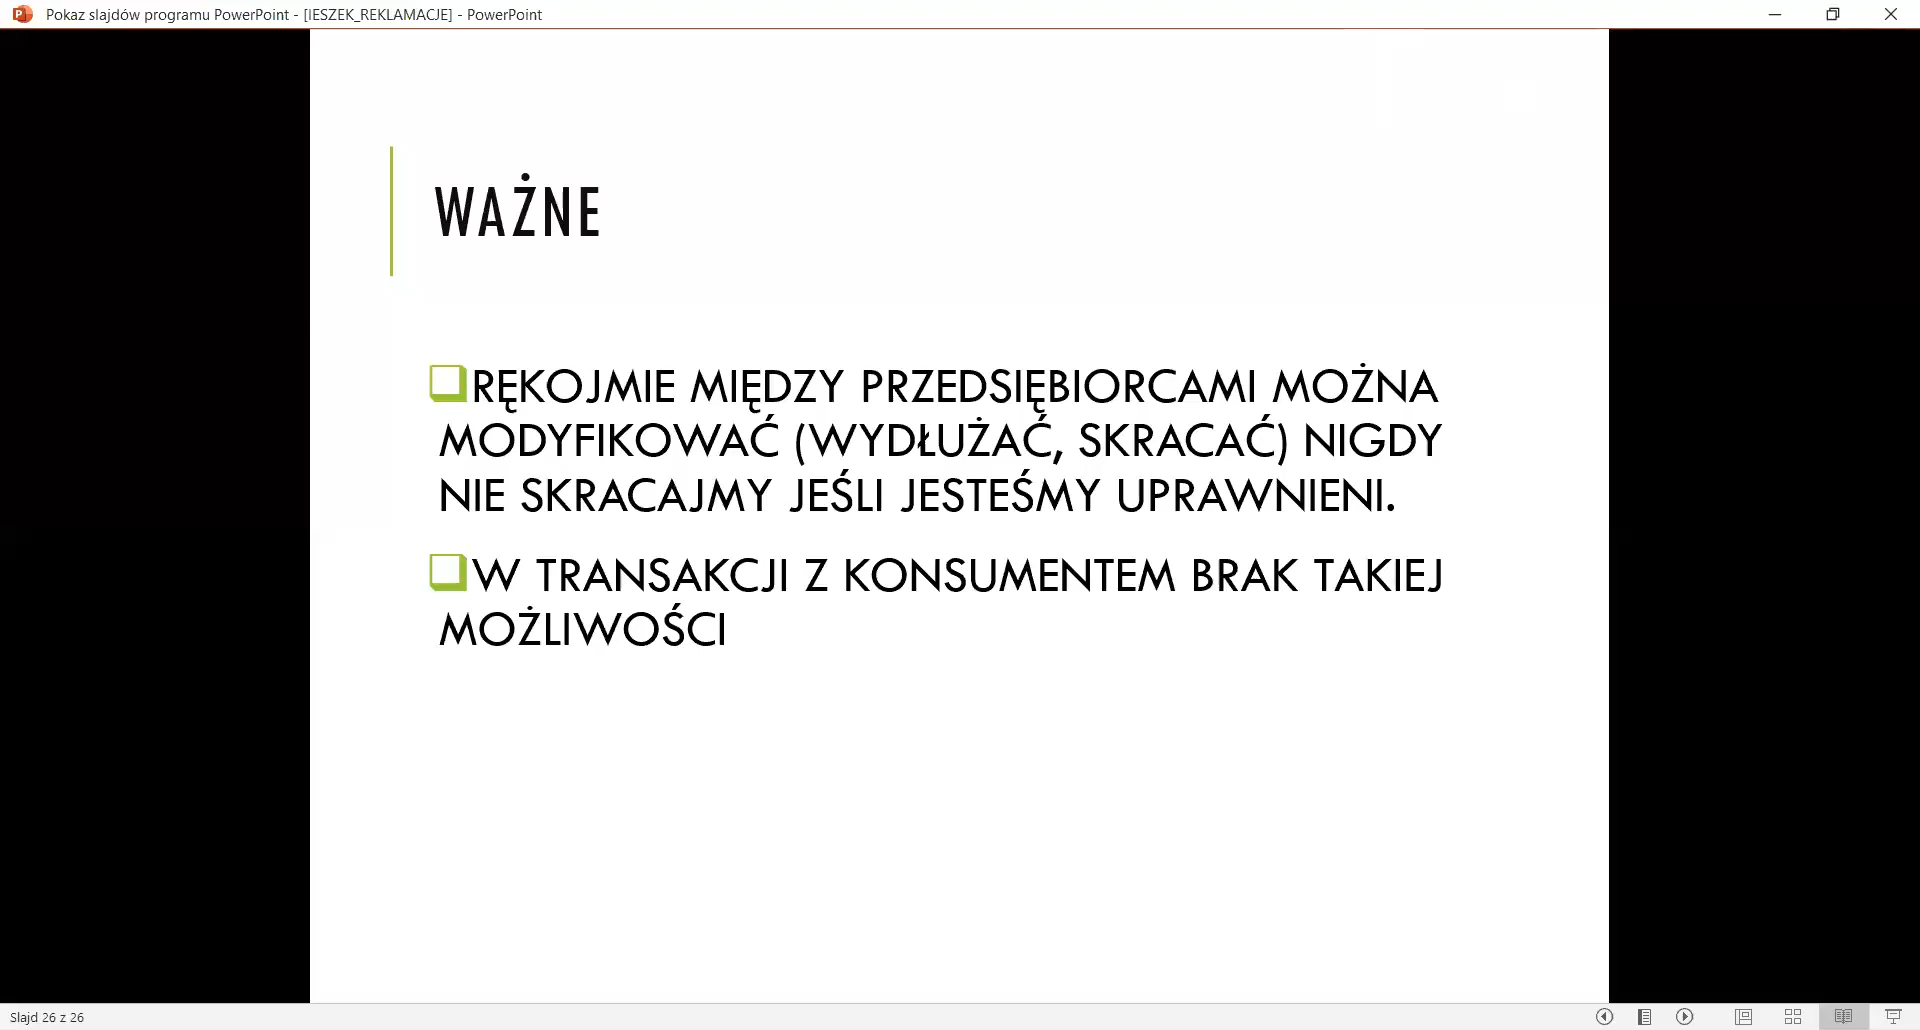 Pokaz slajdów programu PowerPoint - [IESZEK_REKLAMACJE] - PowerPoint
WAŻNE
RĘKOJMIE MIĘDZY PRZEDSIĘBIORCAMI MOŻNA
MODYFIKOWAĆ (WYDŁUŻAĆ, SKRACAĆ) NIGDY
NIE SKRACAJMY JEŚLI JESTEŚMY UPRAWNIENI.
W TRANSAKCJI Z KONSUMENTEM BRAK TAKIEJ
MOŻLIWOŚCI
Slajd 26 z 26